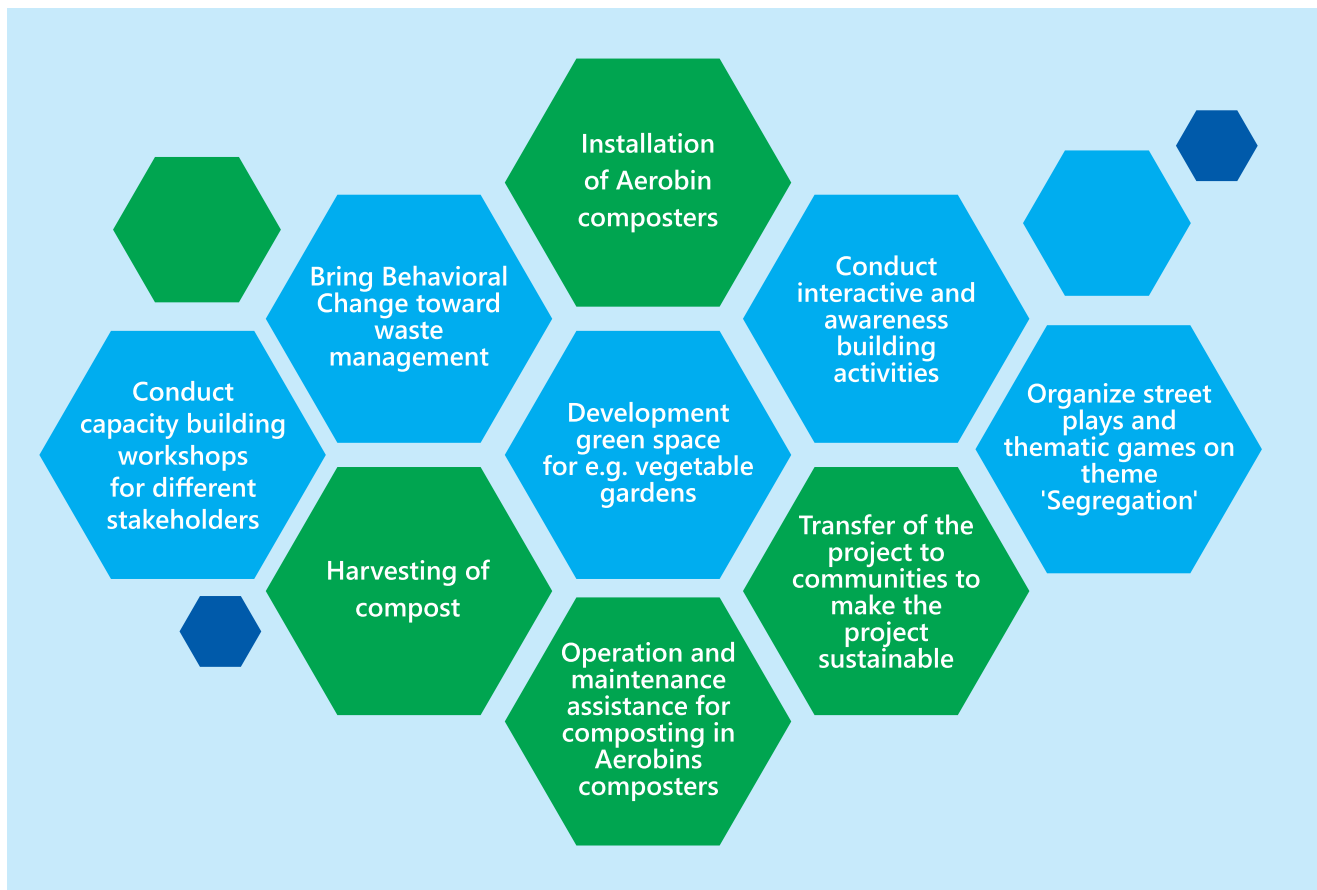 Installation
of Aerobin
composters
Bring Behavioral
Change toward
waste
management
Conduct
interactive and
awareness
building
activities
Conduct
capacity building
workshops
for different
stakeholders
Development
green space
for e.g. vegetable
gardens
Organize street
plays and
thematic games on
theme
'Segregation'
Harvesting of
compost
Transfer of the
project to
communities to
make the
project
sustainable
Operation and
maintenance
assistance for
composting in
Aerobins
composters